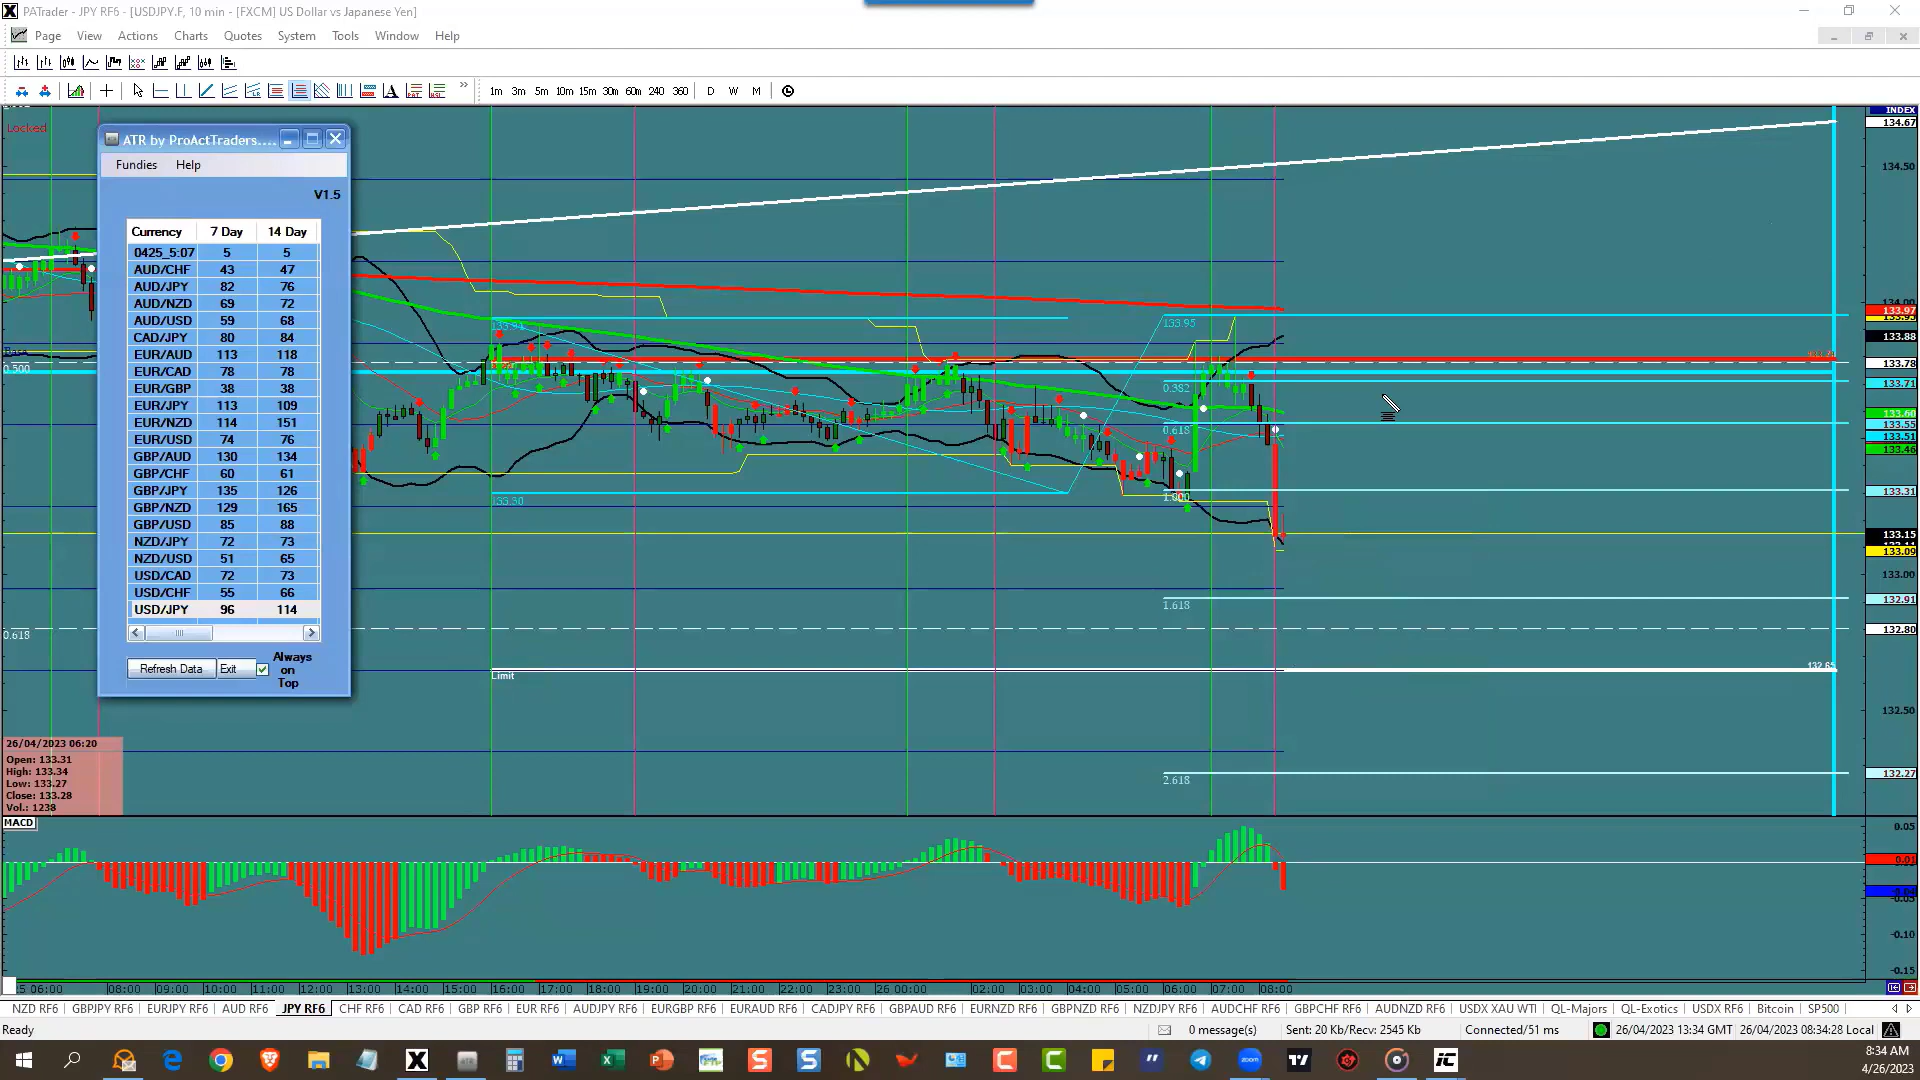 PATrader - JPY RF6 - [USDJPY.F, 10 min - [FXCM] US Dollar vs Japanese Yen]
Page View Actions Charts Quotes System Tools Window Help
1m 3m 5m 10m 15m 30m 60m 240 360 D W M
Locked
ATR by ProActTraders....
Fundies Help
V1.5
Currency 7 Day 14 Day
0425_5:07 5 5
AUD/CHF 43 47
AUD/JPY 82 76
AUD/NZD 69 72
AUD/USD 59 68
CAD/JPY 80 84
EUR/AUD 113 118
EUR/CAD 78 78
EUR/GBP 38 38
EUR/JPY 113 109
EUR/NZD 114 151
EUR/USD 74 76
GBP/AUD 130 134
GBP/CHF 60 61
GBP/JPY 135 126
GBP/NZD 129 165
GBP/USD 85 88
NZD/JPY 72 73
NZD/USD 51 65
USD/CAD 72 73
USD/CHF 55 66
USD/JPY 96 114
Refresh Data Exit Always on Top
0.500
0.618
133.94
133.30
Limit
133.95
0.382
0.618
1.000
1.618
2.618
132.65
INDEX
134.67
134.50
134.00
133.97
133.88
133.78
133.71
133.60
133.55
133.51
133.46
133.31
133.15
133.09
133.00
132.91
132.80
132.50
132.27
26/04/2023 06:20
Open: 133.31
High: 133.34
Low: 133.27
Close: 133.28
Vol.: 1238
MACD
0.05
0.01
-0.04
-0.05
-0.10
-0.15
06:00 08:00 09:00 10:00 11:00 12:00 13:00 14:00 15:00 16:00 17:00 18:00 19:00 20:00 21:00 22:00 23:00 26 00:00 02:00 03:00 04:00 05:00 06:00 07:00 08:00
NZD RF6 GBPJPY RF6 EURJPY RF6 AUD RF6 JPY RF6 CHF RF6 CAD RF6 GBP RF6 EUR RF6 AUDJPY RF6 EURGBP RF6 EURAUD RF6 CADJPY RF6 GBPAUD RF6 EURNZD RF6 GBPNZD RF6 NZDJPY RF6 AUDCHF RF6 GBPCHF RF6 AUDNZD RF6 USDX XAU WTI QL-Majors QL-Exotics USDX RF6 Bitcoin SP500
Ready 0 message(s) Sent: 20 Kb/Recv: 2545 Kb Connected/51 ms 26/04/2023 13:34 GMT 26/04/2023 08:34:28 Local
8:34 AM
4/26/2023